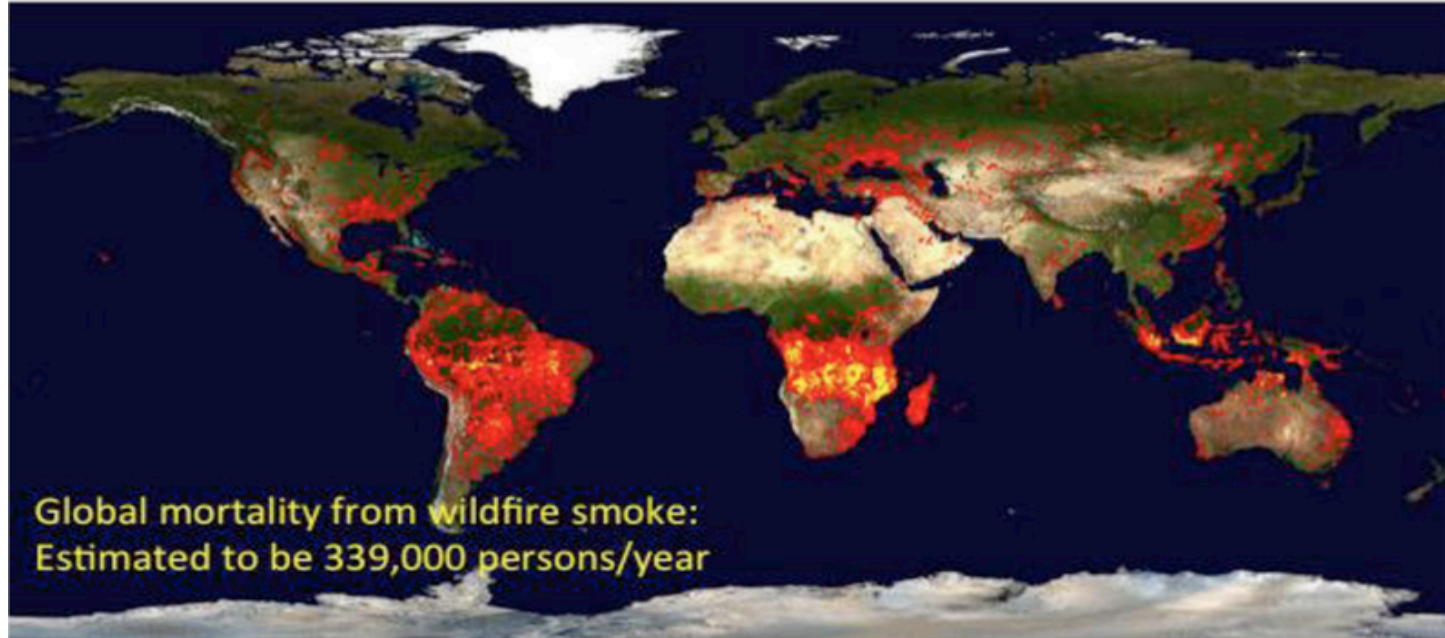 Global mortality from wildfire smoke:
Estimated to be 339,000 persons/year